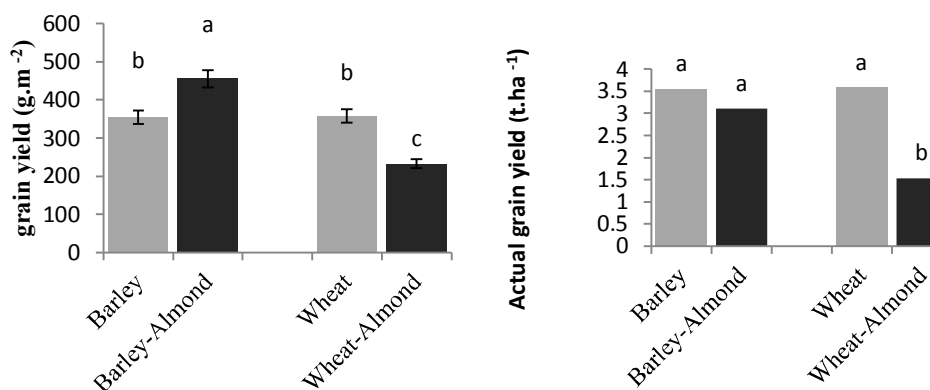 grain yield (g.m -2)
600
500
400
300
200
100
0
b
a
b
c
Barley
Barley-Almond
Wheat
Wheat-Almond
Actual grain yield (t.ha -1)
4
3.5
3
2.5
2
1.5
1
0.5
0
a
a
a
b
Barley
Barley-Almond
Wheat
Wheat-Almond